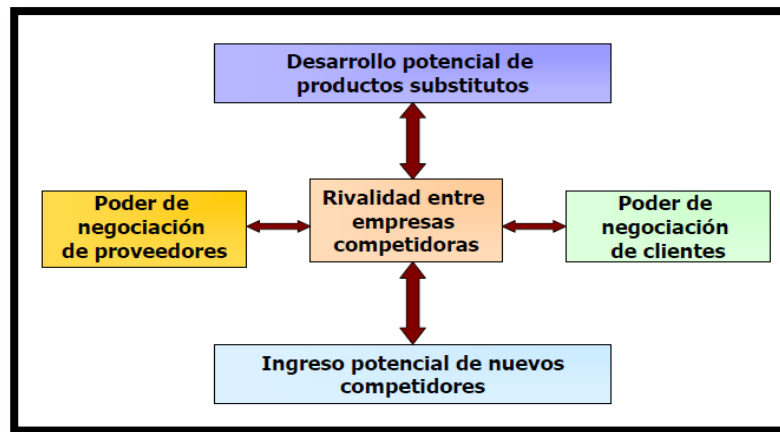 Desarrollo potencial de
productos substitutos
Poder de
negociación
de proveedores
Rivalidad entre
empresas
competidoras
Poder de
negociación
de clientes
Ingreso potencial de nuevos
competidores